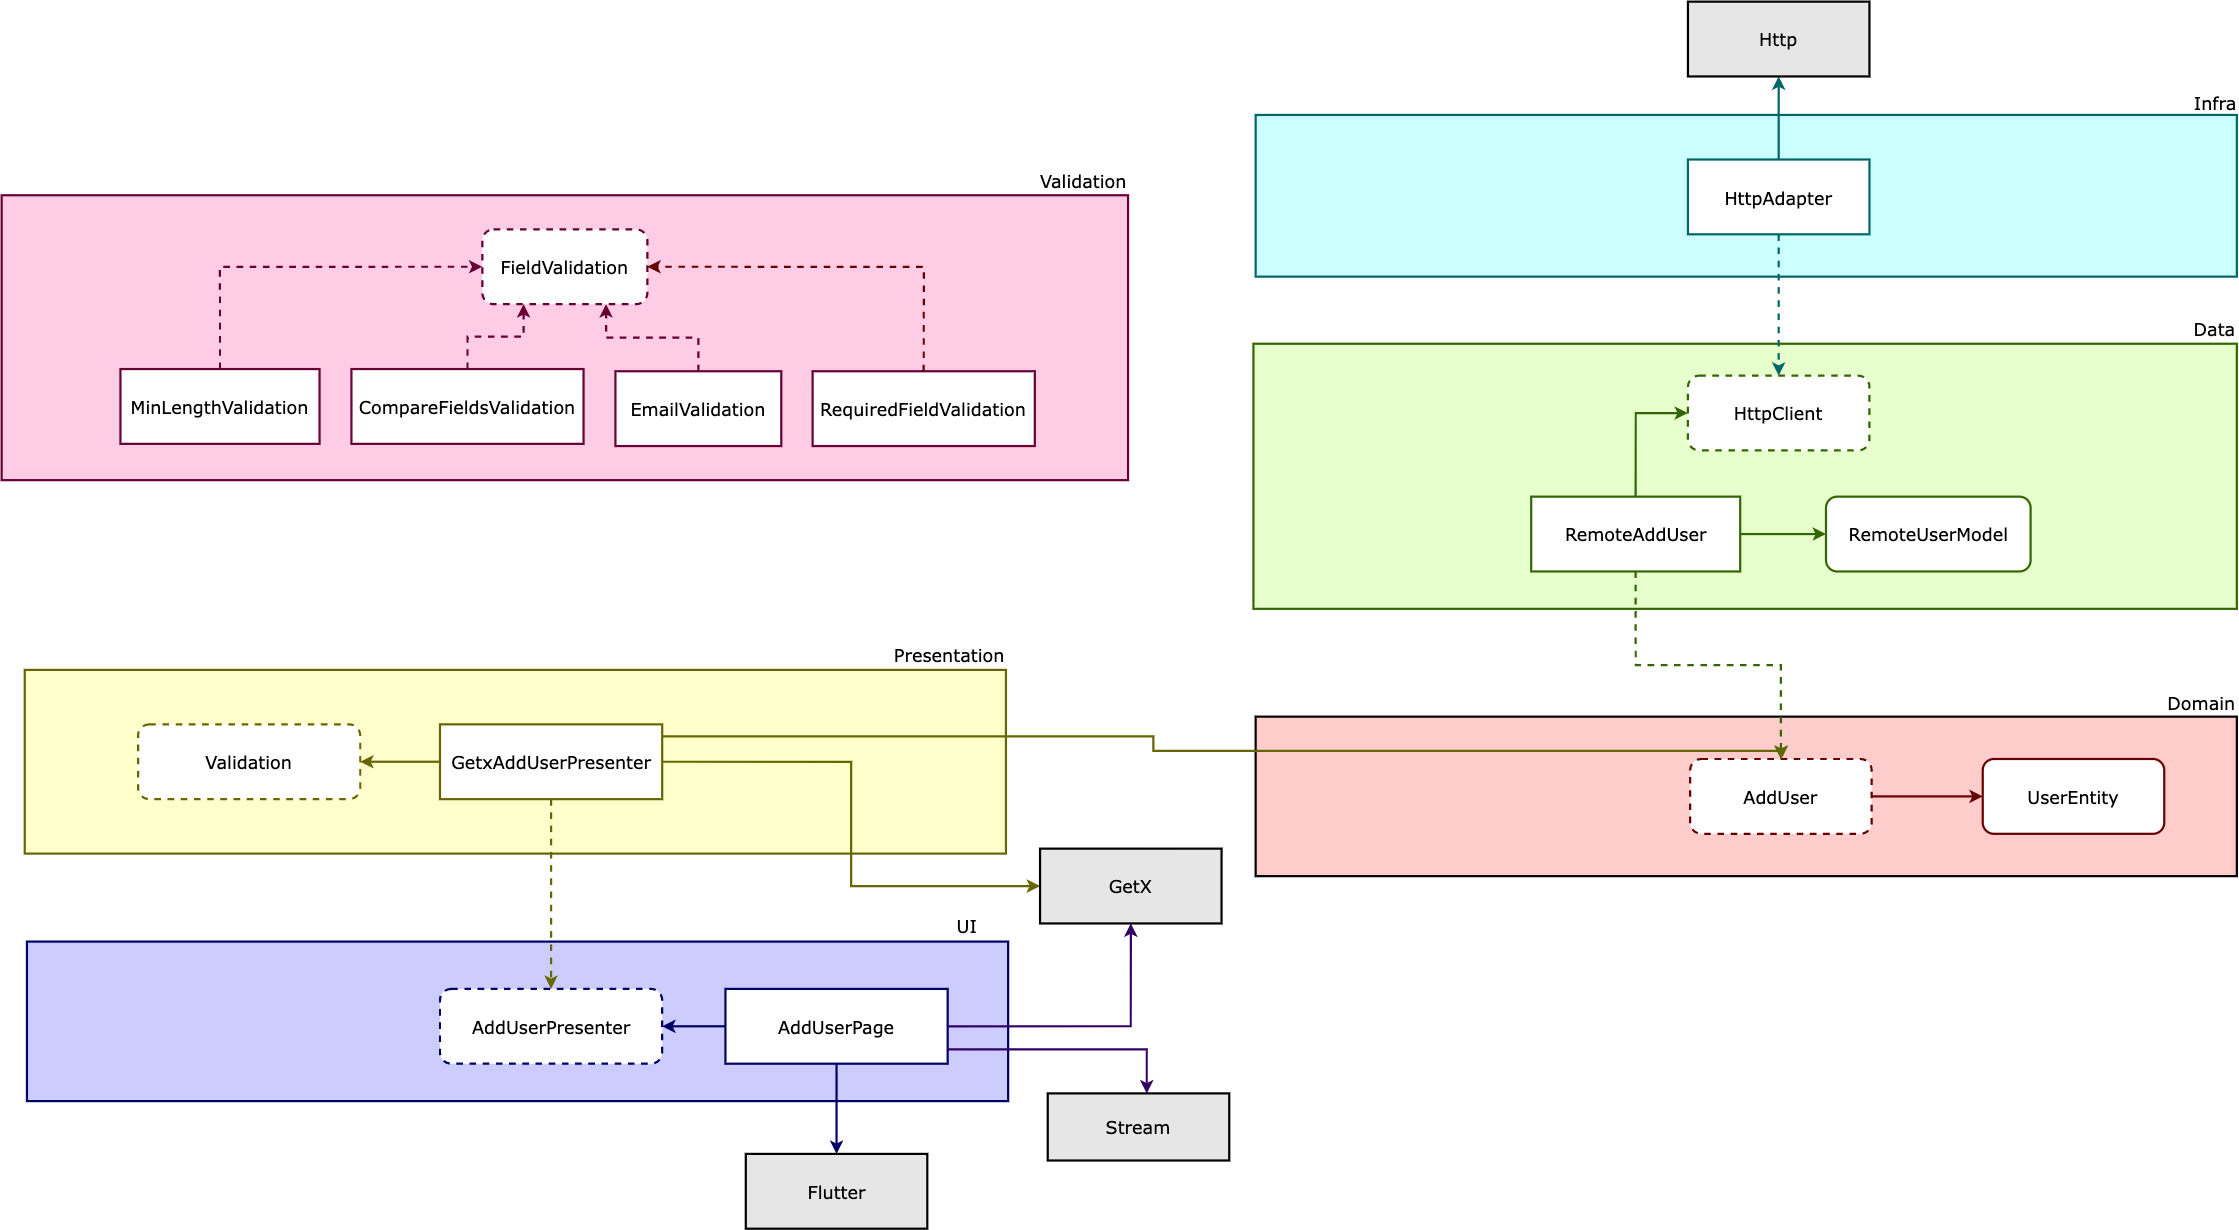 Http
Infra
HttpAdapter
Validation
FieldValidation
MinLengthValidation
CompareFieldsValidation
EmailValidation
RequiredFieldValidation
Data
HttpClient
RemoteAddUser
RemoteUserModel
Presentation
Validation
GetxAddUserPresenter
Domain
AddUser
UserEntity
GetX
UI
AddUserPresenter
AddUserPage
Stream
Flutter